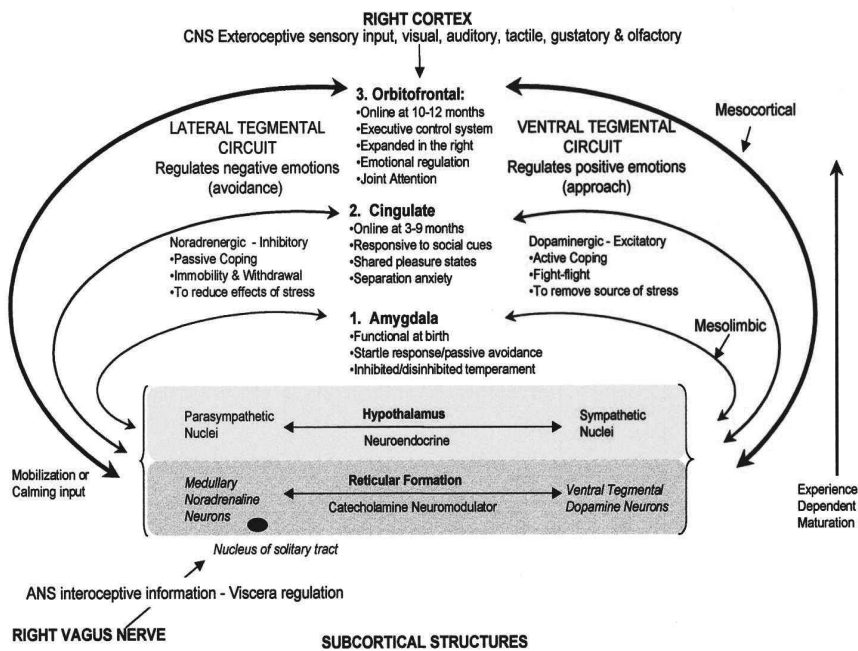 RIGHT CORTEX
CNS Exteroceptive sensory input, visual, auditory, tactile, gustatory & olfactory
3. Orbitofrontal:
•Online at 10-12 months
•Executive control system
•Expanded in the right
•Emotional regulation
•Joint Attention
LATERAL TEGMENTAL
CIRCUIT
Regulates negative emotions
(avoidance)
VENTRAL TEGMENTAL
CIRCUIT
Regulates positive emotions
(approach)
Mesocortical
2. Cingulate
•Online at 3-9 months
•Responsive to social cues
•Shared pleasure states
•Separation anxiety
Noradrenergic - Inhibitory
•Passive Coping
•Immobility & Withdrawal
•To reduce effects of stress
Dopaminergic - Excitatory
•Active Coping
•Fight-flight
•To remove source of stress
1. Amygdala
•Functional at birth
•Startle response/passive avoidance
•Inhibited/disinhibited temperament
Mesolimbic
Parasympathetic
Nuclei
Hypothalamus
Neuroendocrine
Sympathetic
Nuclei
Mobilization or
Calming input
Medullary
Noradrenaline
Neurons
Reticular Formation
Catecholamine Neuromodulator
Ventral Tegmental
Dopamine Neurons
Experience
Dependent
Maturation
Nucleus of solitary tract
ANS interoceptive information - Viscera regulation
RIGHT VAGUS NERVE
SUBCORTICAL STRUCTURES